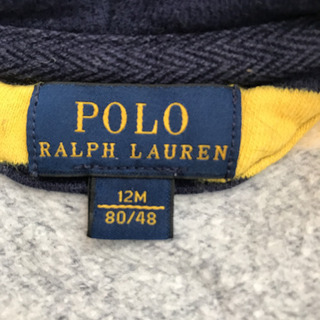 POLO
RALPH LAUREN
12M
80/48